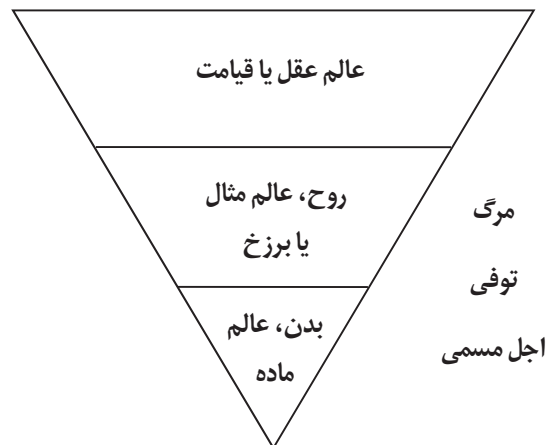 عالم عقل یا قیامت
روح، عالم مثال
یا برزخ
بدن، عالم
ماده
مرگ
توفی
اجل مسمی